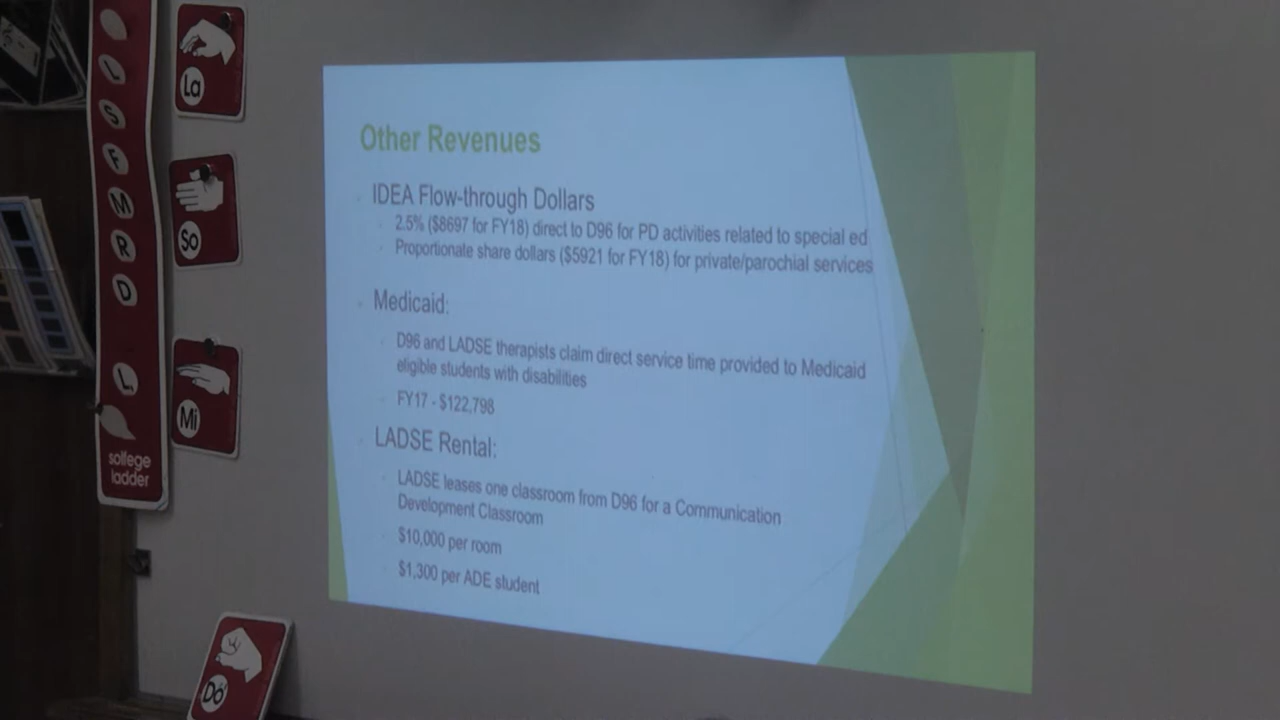 La
L
S
F
M
R
D
L
solfege
ladder
So
Mi
Do
Other Revenues
IDEA Flow-through Dollars
2.5% ($8697 for FY18) direct to D96 for PD activities related to special ed
Proportionate share dollars ($5921 for FY18) for private/parochial services
Medicaid:
D96 and LADSE therapists claim direct service time provided to Medicaid
eligible students with disabilities
FY17 - $122,798
LADSE Rental:
LADSE leases one classroom from D96 for a Communication
Development Classroom
$10,000 per room
$1,300 per ADE student